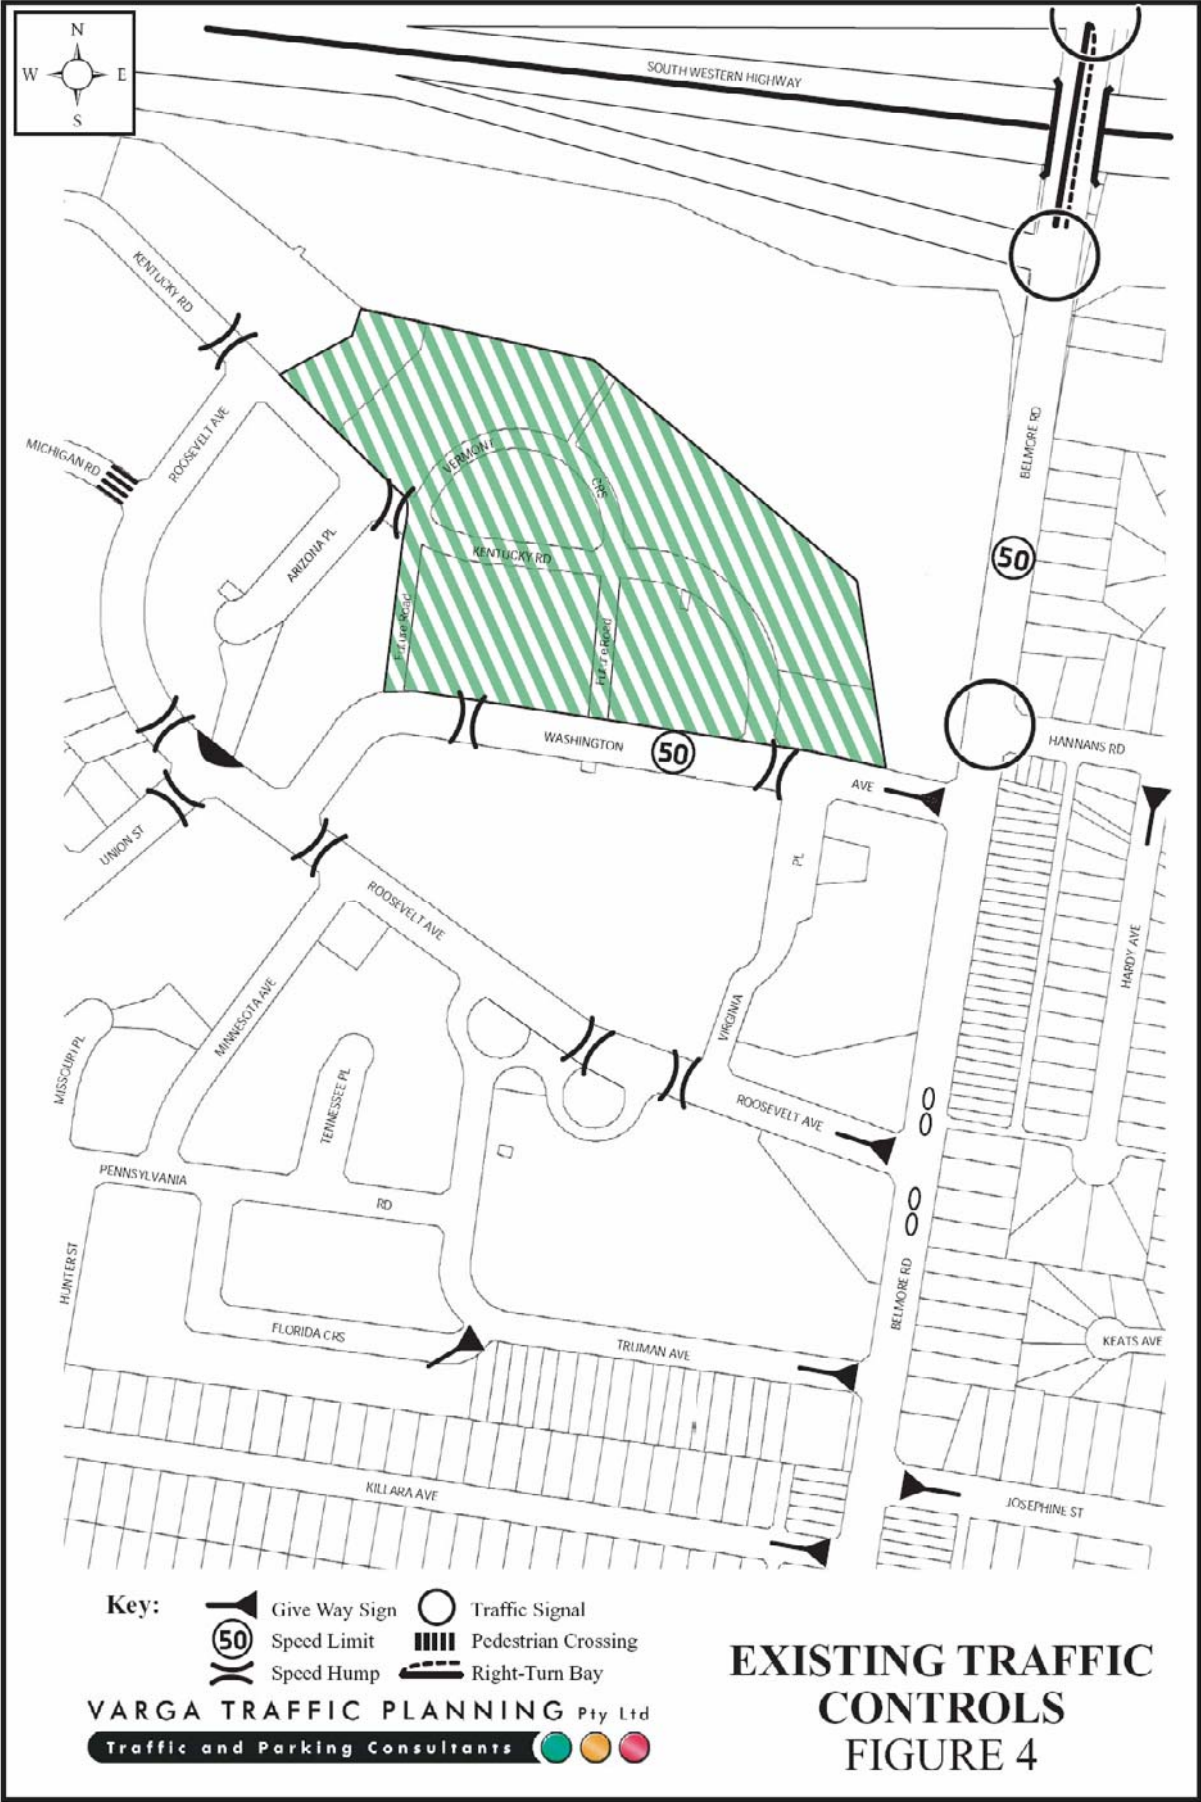 N
W E
S
SOUTH WESTERN HIGHWAY
KENTUCKY RD
ROOSEVELT AVE
MICHIGAN RD
BELMORE RD
VERMONT
CRS
ARIZONA PL
KENTUCKY RD
50
Future Road
Future Road
WASHINGTON
50
HANNANS RD
AVE
UNION ST
PL
ROOSEVELT AVE
HARDY AVE
MINNESOTA AVE
VIRGINIA
MISSOURI PL
TENNESSEE PL
ROOSEVELT AVE
PENNSYLVANIA
RD
HUNTER ST
BELMORE RD
FLORIDA CRS
TRUMAN AVE
KEATS AVE
KILLARA AVE
JOSEPHINE ST
Key:
Give Way Sign
Traffic Signal
50
Speed Limit
Pedestrian Crossing
Speed Hump
Right-Turn Bay
VARGA TRAFFIC PLANNING Pty Ltd
Traffic and Parking Consultants
EXISTING TRAFFIC
CONTROLS
FIGURE 4